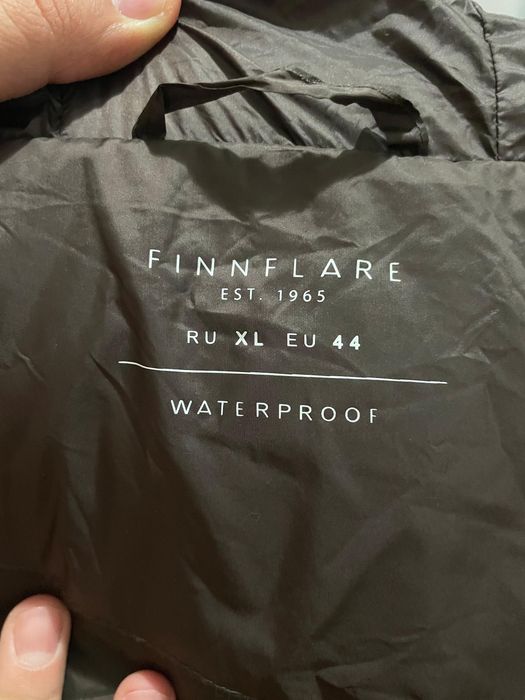 FINNFLARE
EST. 1965
RU XL EU 44
WATERPROOF